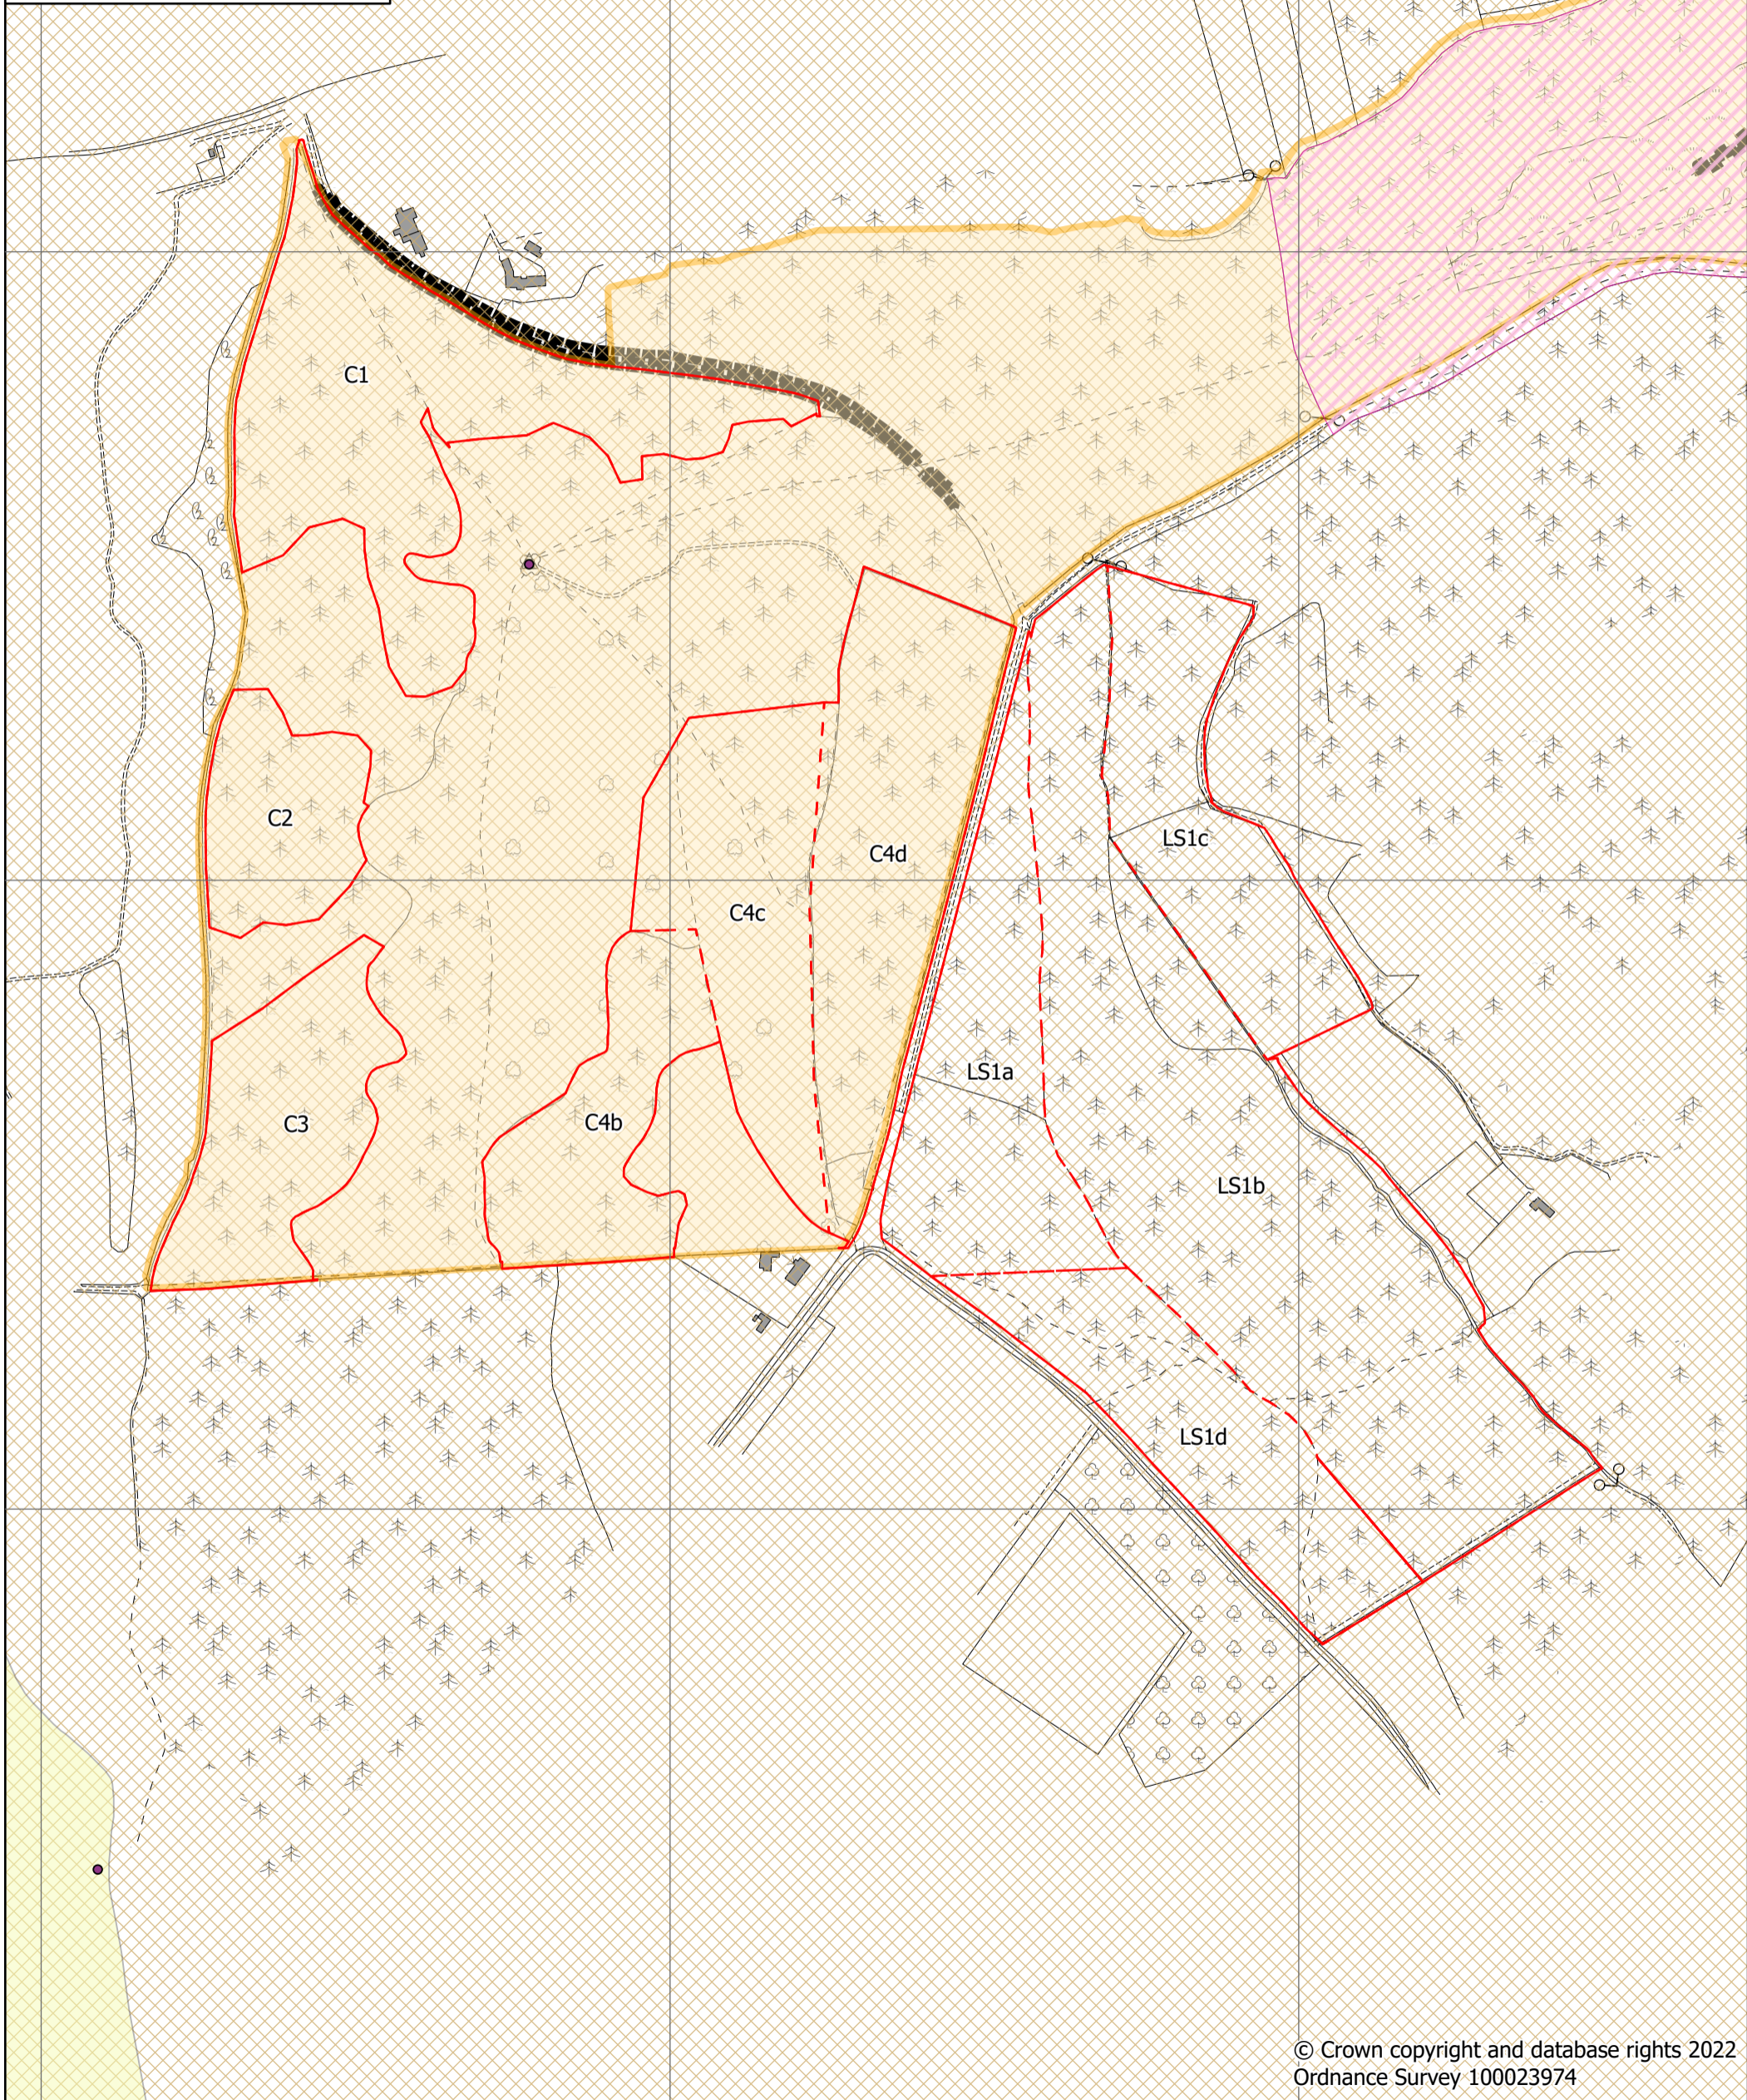 C1
C2
C4d
LS1c
C4c
LS1a
C3
C4b
LS1b
LS1d
© Crown copyright and database rights 2022
Ordnance Survey 100023974